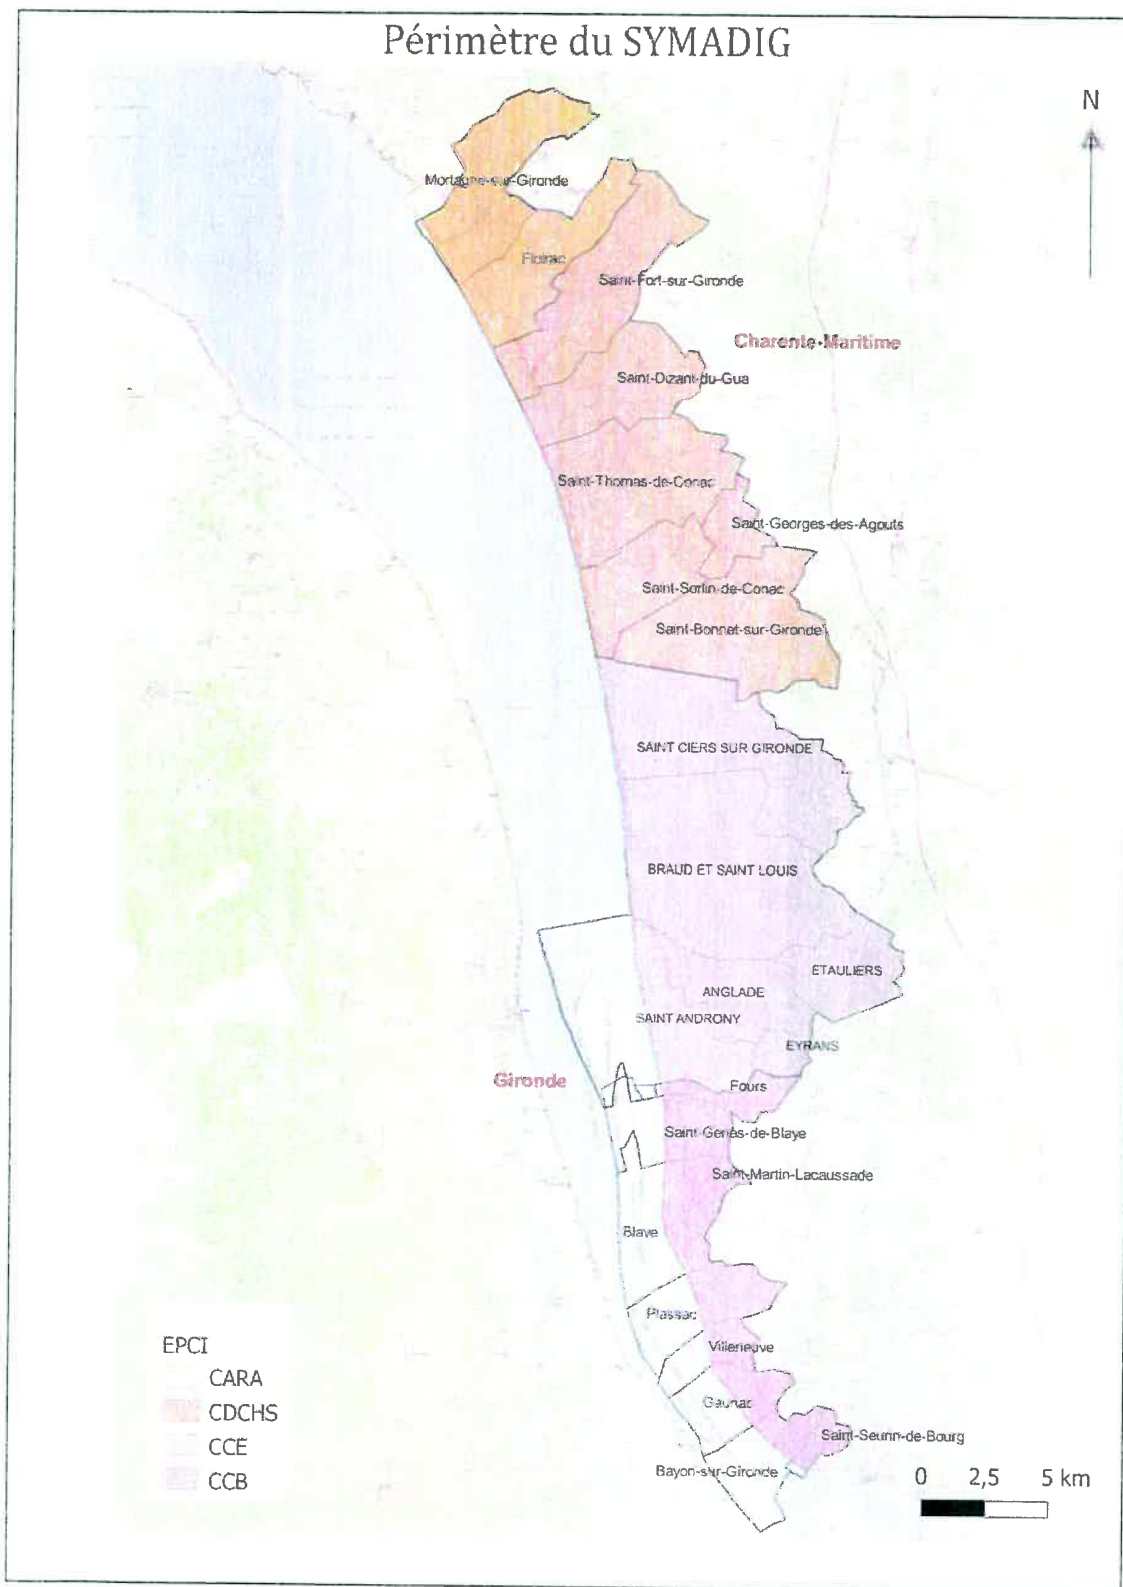 Périmètre du SYMADIG
N
Mortagne-sur-Gironde
Floirac
Saint-Fort-sur-Gironde
Charente-Maritime
Saint-Dizant-du-Gua
Saint-Thomas-de-Conac
Saint-Georges-des-Agouts
Saint-Sorlin-de-Conac
Saint-Bonnet-sur-Gironde
SAINT CIERS SUR GIRONDE
BRAUD ET SAINT LOUIS
ETAULIERS
ANGLADE
SAINT ANDRONY
EYRANS
Gironde
Fours
Saint-Genès-de-Blaye
Saint-Martin-Lacaussade
Blaye
Plassac
Villeneuve
Gauriac
Saint-Seurin-de-Bourg
Bayon-sur-Gironde
EPCI
CARA
CDCHS
CCE
CCB
0 2,5 5 km